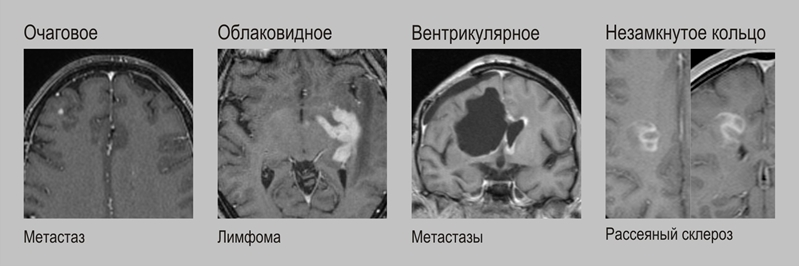 Очаговое
Облаковидное
Вентрикулярное
Незамкнутое кольцо
Метастаз
Лимфома
Метастазы
Рассеяный склероз